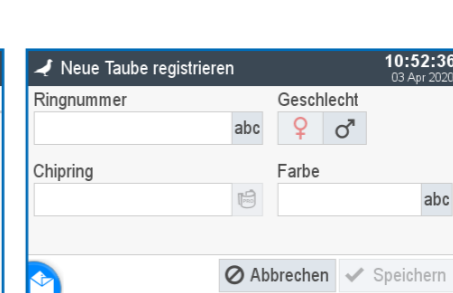 Neue Taube registrieren
10:52:36
03 Apr 2020
Ringnummer
Geschlecht
abc
Chipring
Farbe
abc
Abbrechen
Speichern